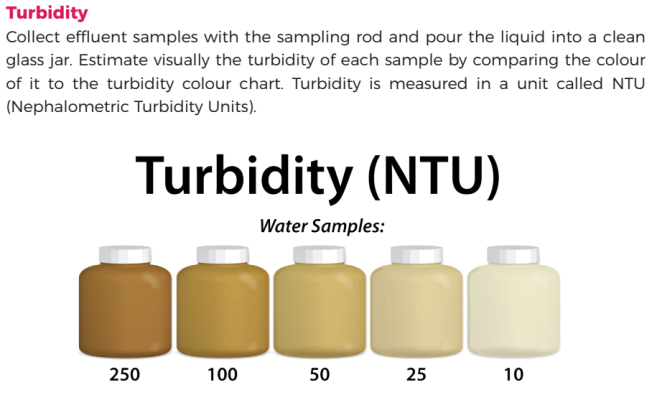 Turbidity
Collect effluent samples with the sampling rod and pour the liquid into a clean
glass jar. Estimate visually the turbidity of each sample by comparing the colour
of it to the turbidity colour chart. Turbidity is measured in a unit called NTU
(Nephalometric Turbidity Units).
Turbidity (NTU)
Water Samples:
250 100 50 25 10